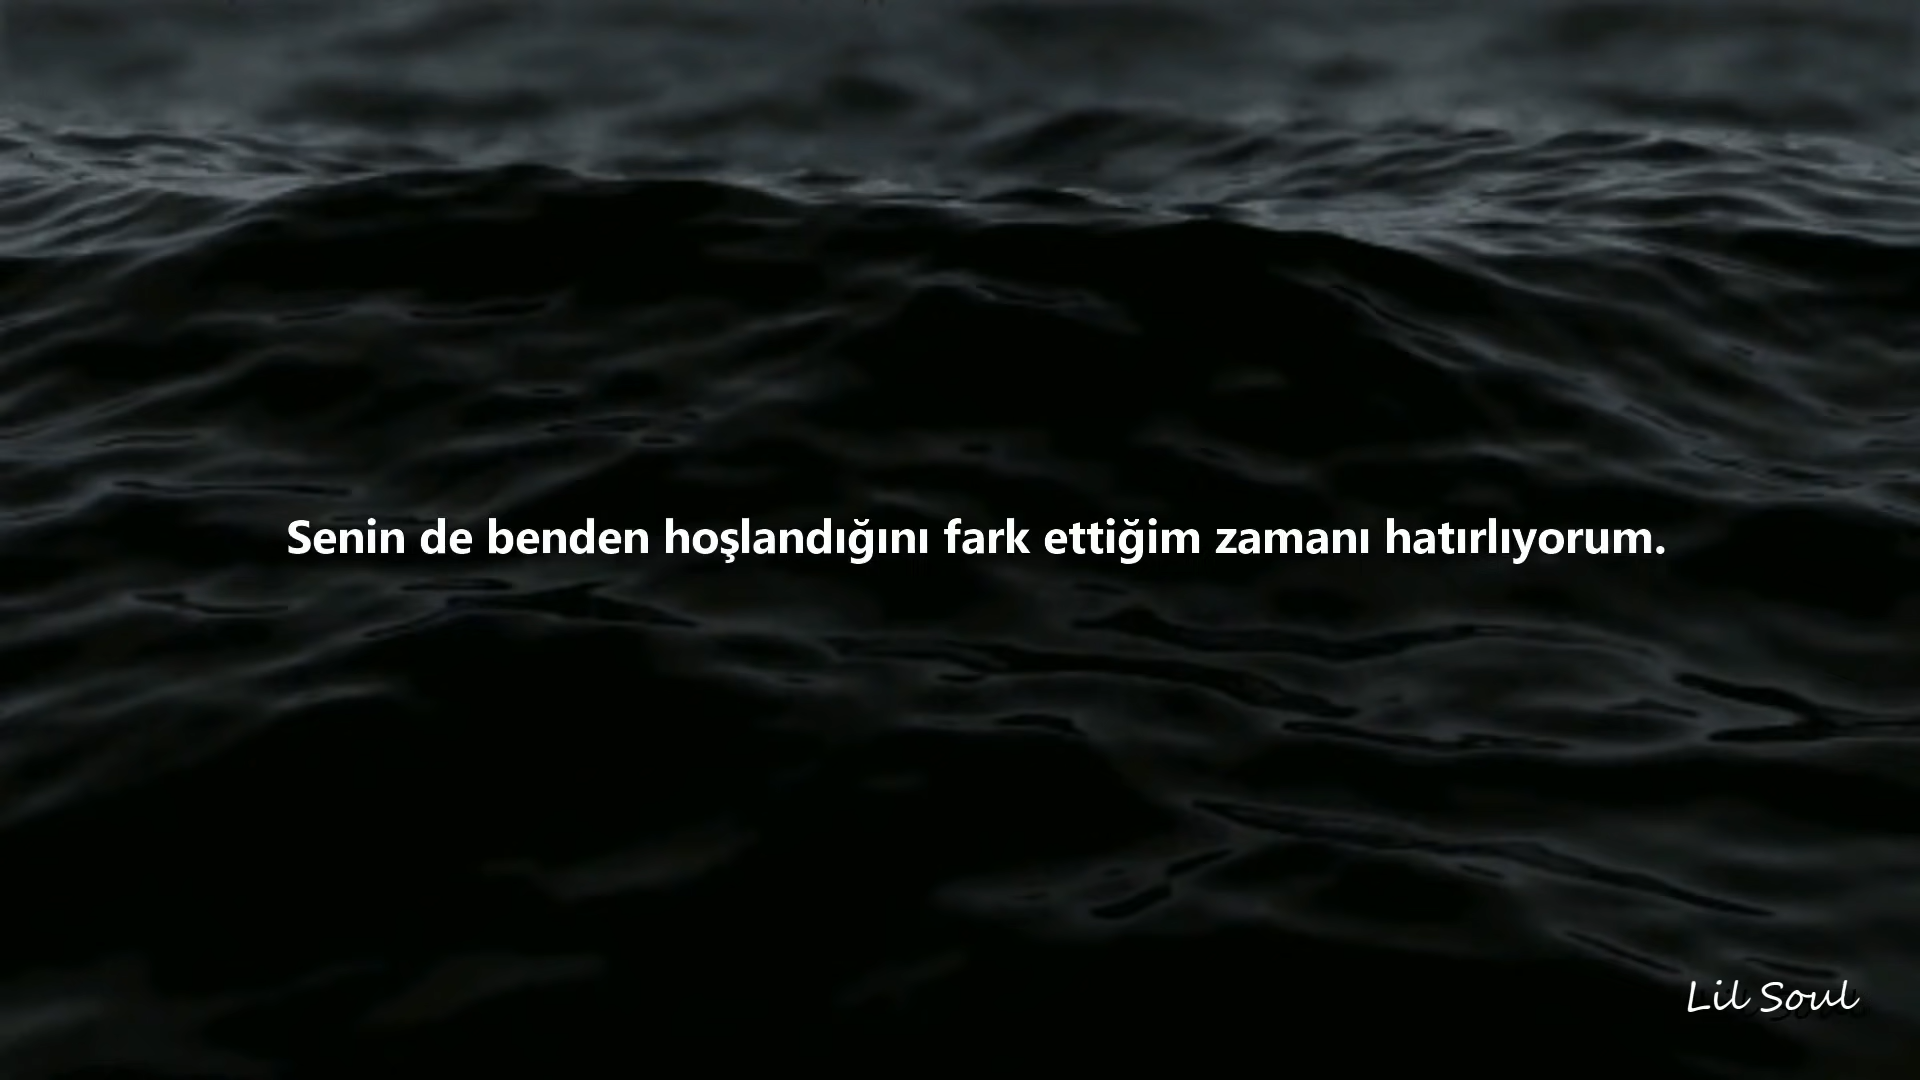 Senin de benden hoşlandığını fark ettiğim zamanı hatırlıyorum.
Lil Soul